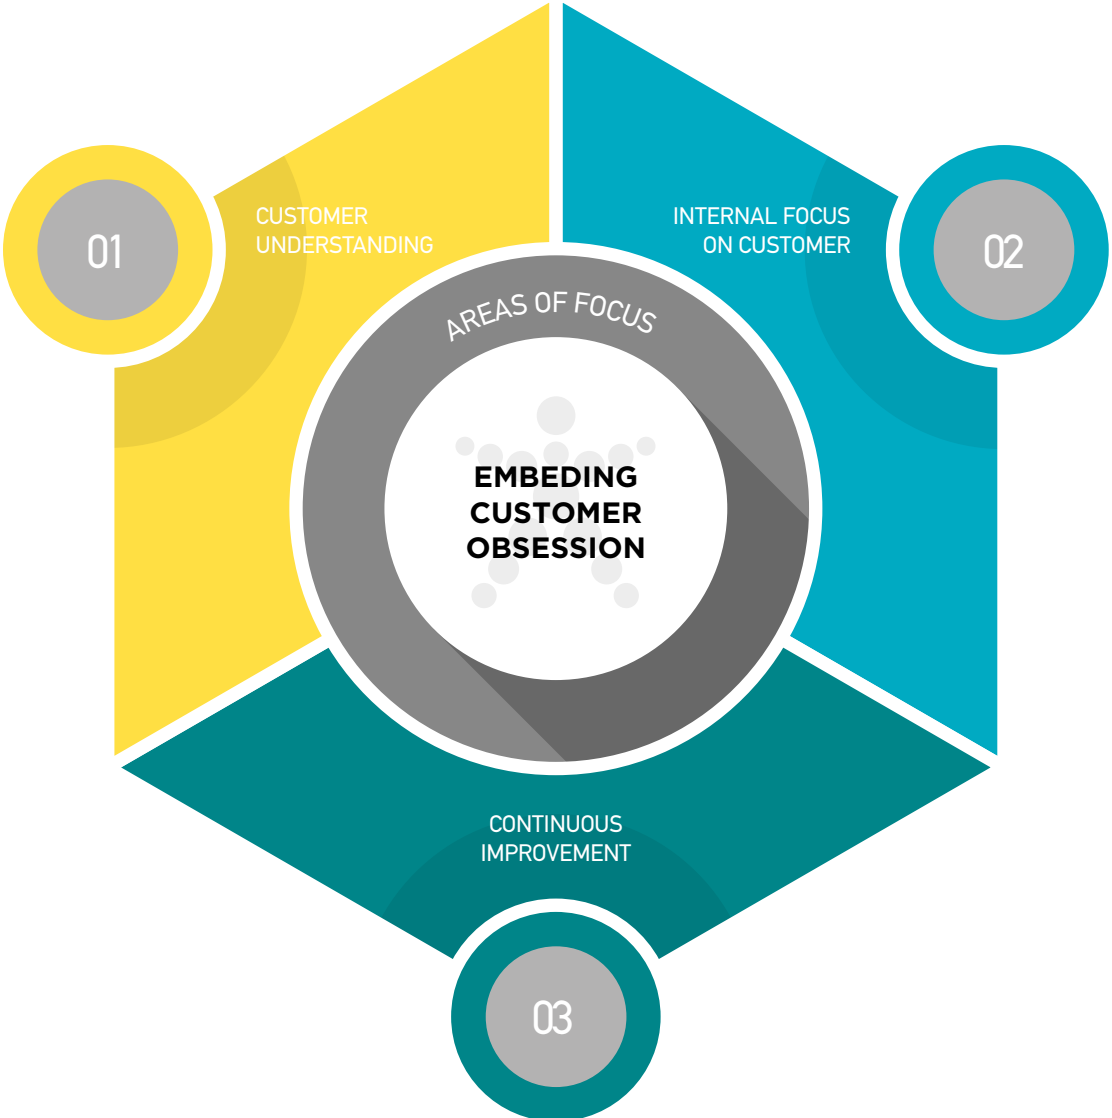 01
CUSTOMER
UNDERSTANDING
INTERNAL FOCUS
ON CUSTOMER
02
AREAS OF FOCUS
EMBEDING
CUSTOMER
OBSESSION
CONTINUOUS
IMPROVEMENT
03